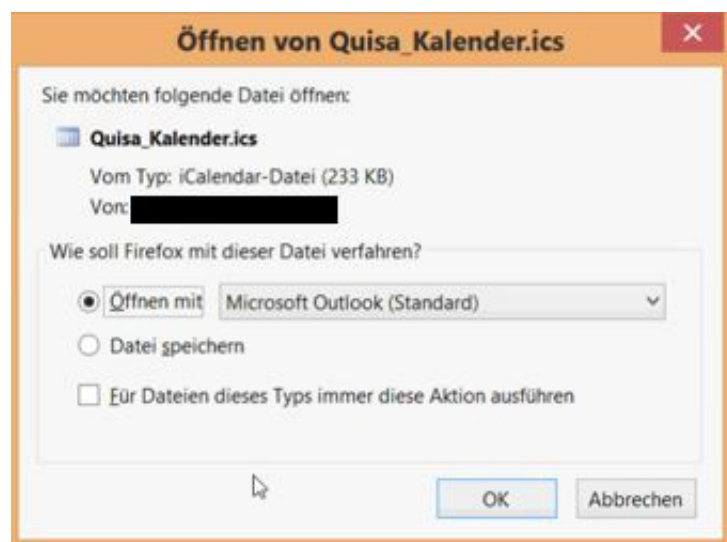 Öffnen von Quisa_Kalender.ics
Sie möchten folgende Datei öffnen:
Quisa_Kalender.ics
Vom Typ: iCalendar-Datei (233 KB)
Von:
Wie soll Firefox mit dieser Datei verfahren?
Öffnen mit Microsoft Outlook (Standard)
Datei speichern
Für Dateien dieses Typs immer diese Aktion ausführen
OK Abbrechen